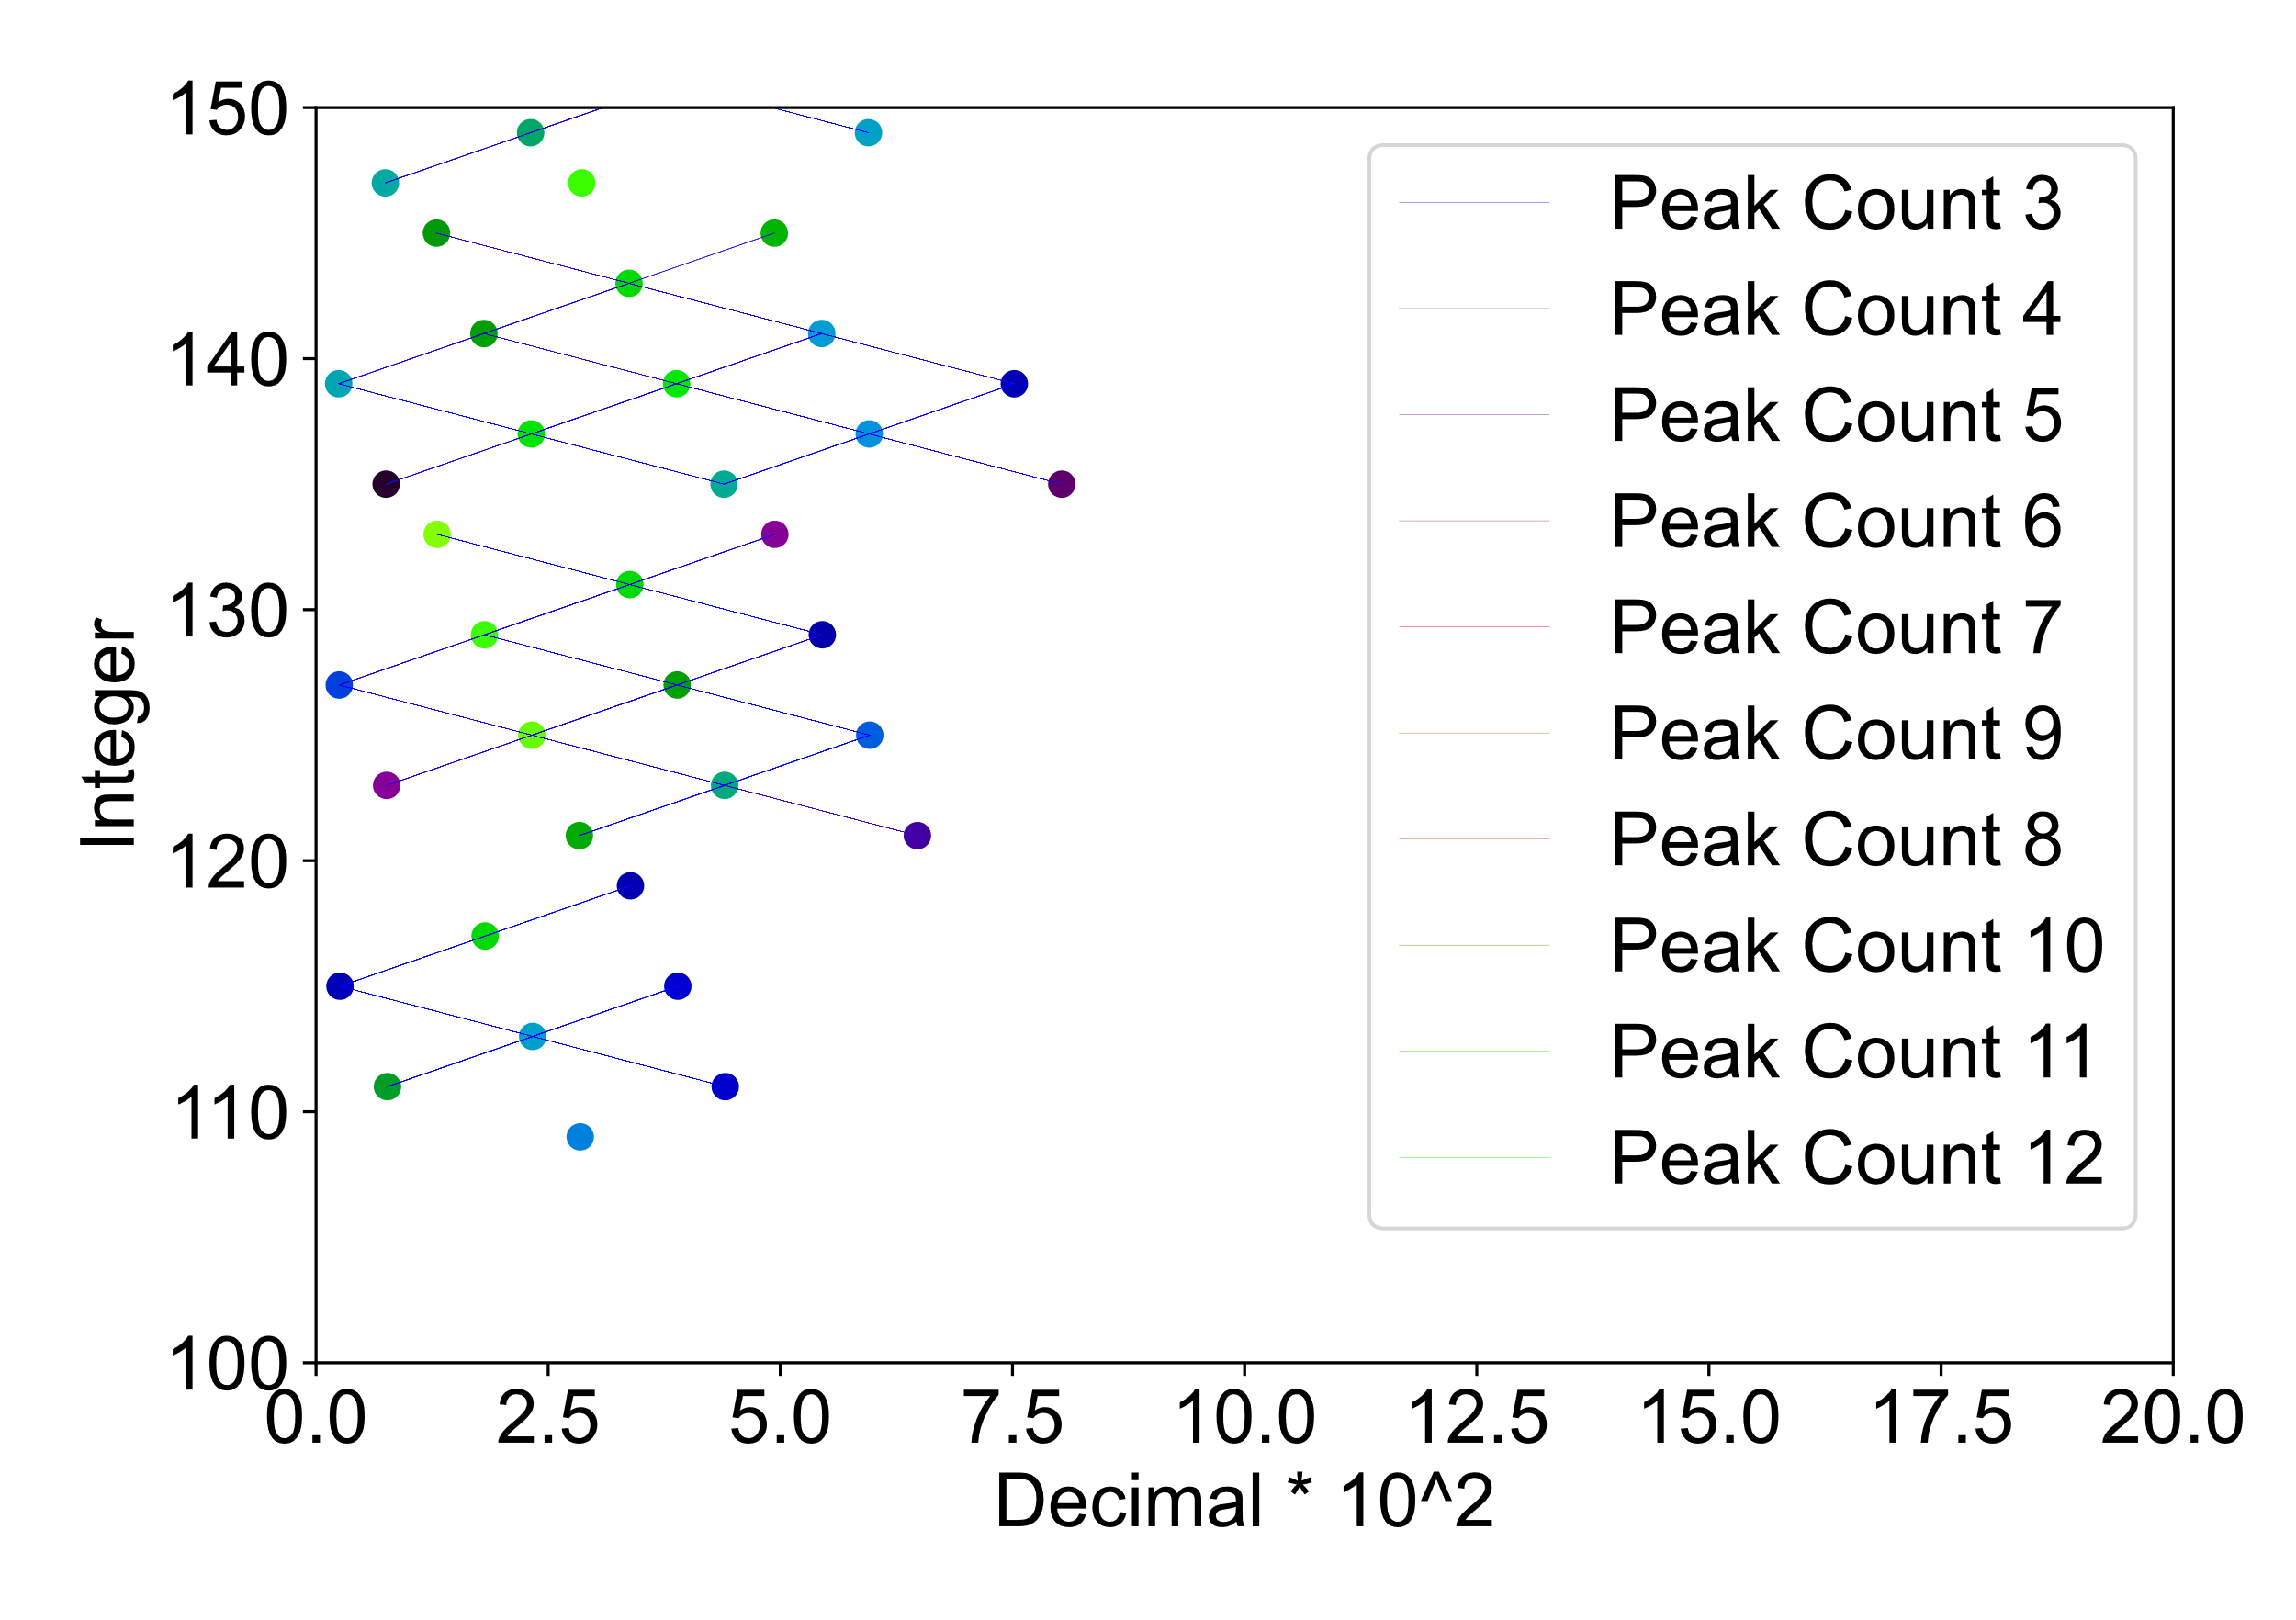 150
140
130
120
110
100
Integer
0.0 2.5 5.0 7.5 10.0 12.5 15.0 17.5 20.0
Decimal * 10^2
Peak Count 3
Peak Count 4
Peak Count 5
Peak Count 6
Peak Count 7
Peak Count 9
Peak Count 8
Peak Count 10
Peak Count 11
Peak Count 12